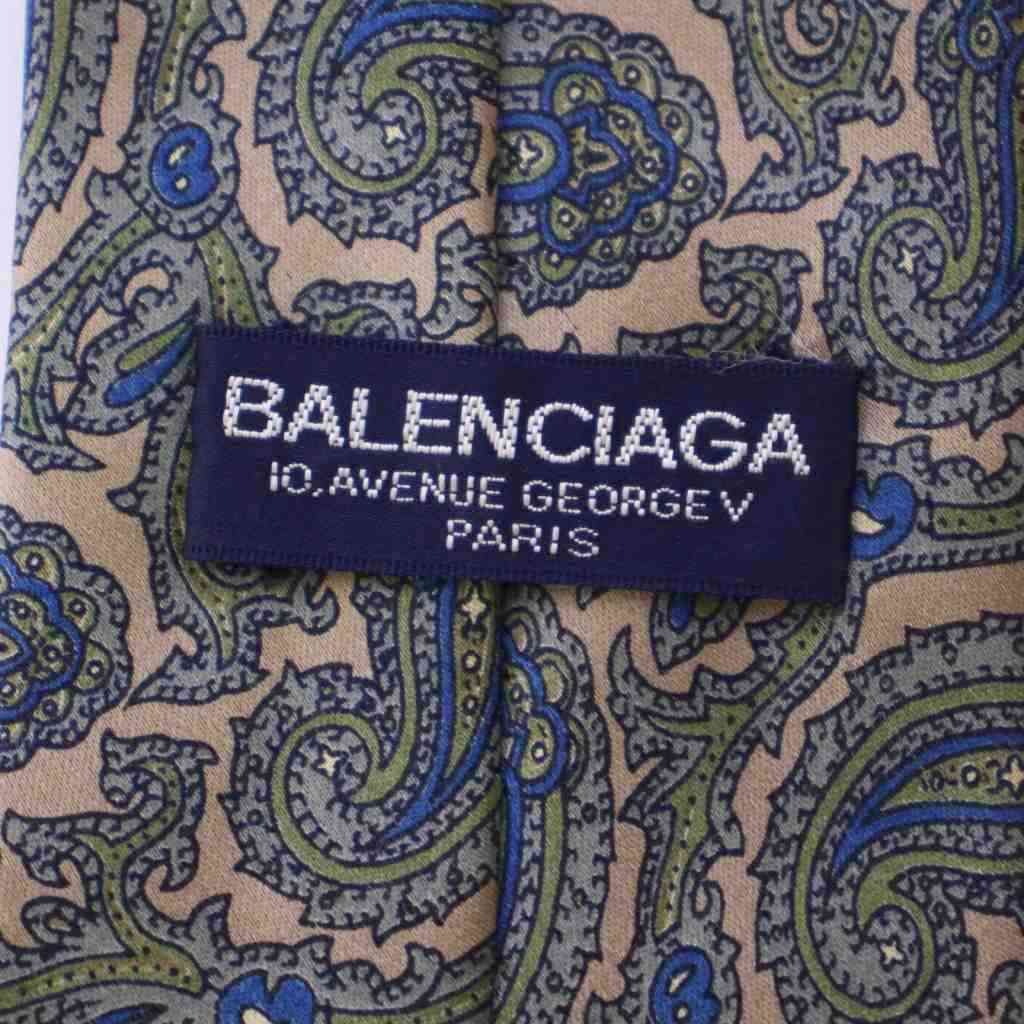 BALENCIAGA
10, AVENUE GEORGE V
PARIS